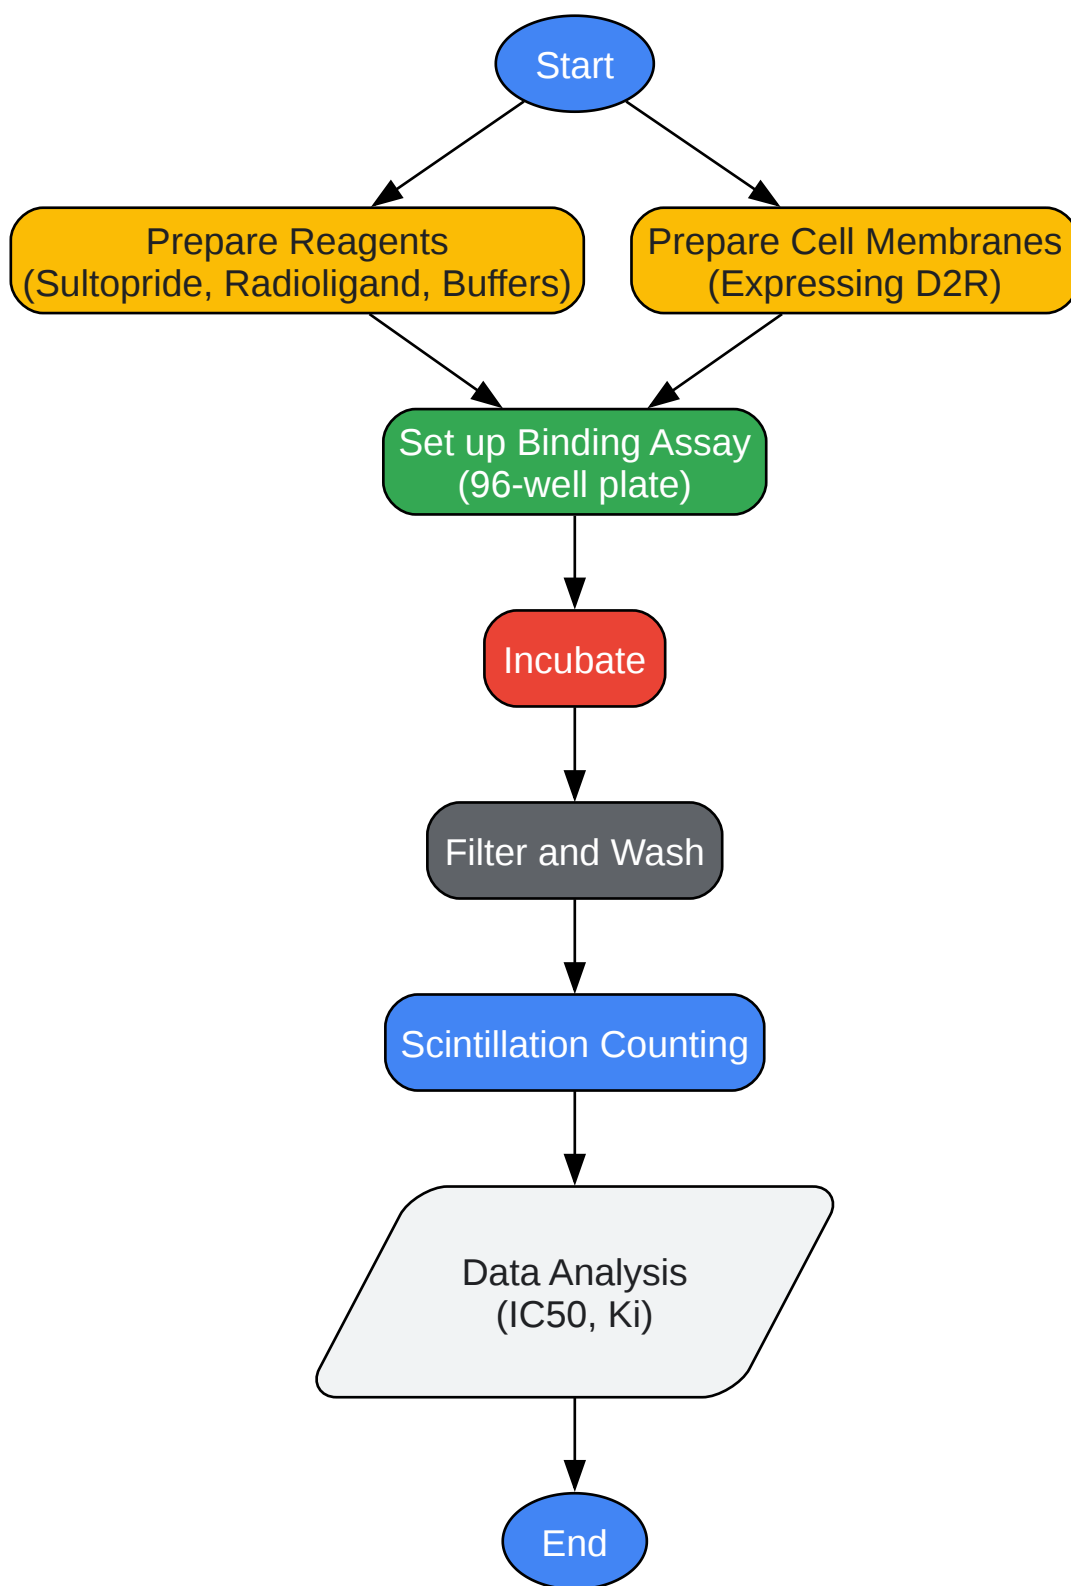 Start
Prepare Reagents
(Sultopride, Radioligand, Buffers)
Prepare Cell Membranes
(Expressing D2R)
Set up Binding Assay
(96-well plate)
Incubate
Filter and Wash
Scintillation Counting
Data Analysis
(IC50, Ki)
End